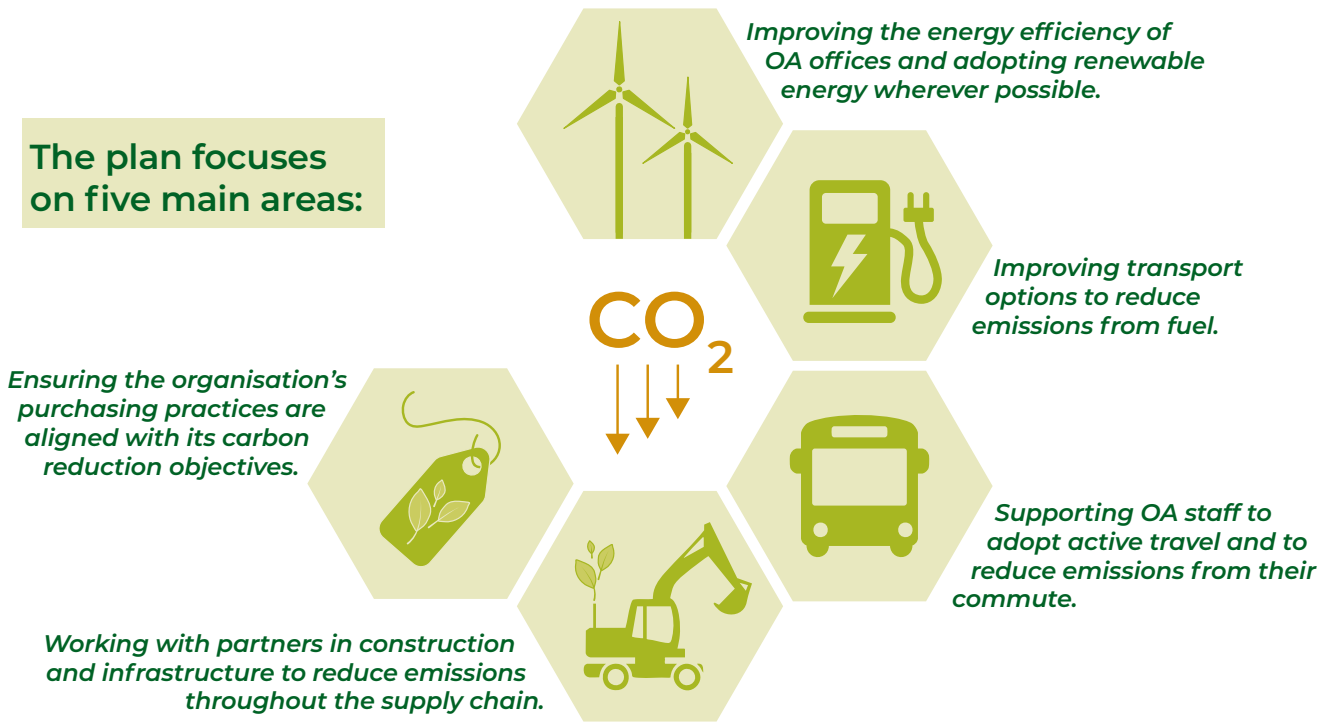 The plan focuses
on five main areas:
Improving the energy efficiency of
OA offices and adopting renewable
energy wherever possible.
Improving transport
options to reduce
emissions from fuel.
Supporting OA staff to
adopt active travel and to
reduce emissions from their
commute.
Working with partners in construction
and infrastructure to reduce emissions
throughout the supply chain.
Ensuring the organisation’s
purchasing practices are
aligned with its carbon
reduction objectives.
CO2